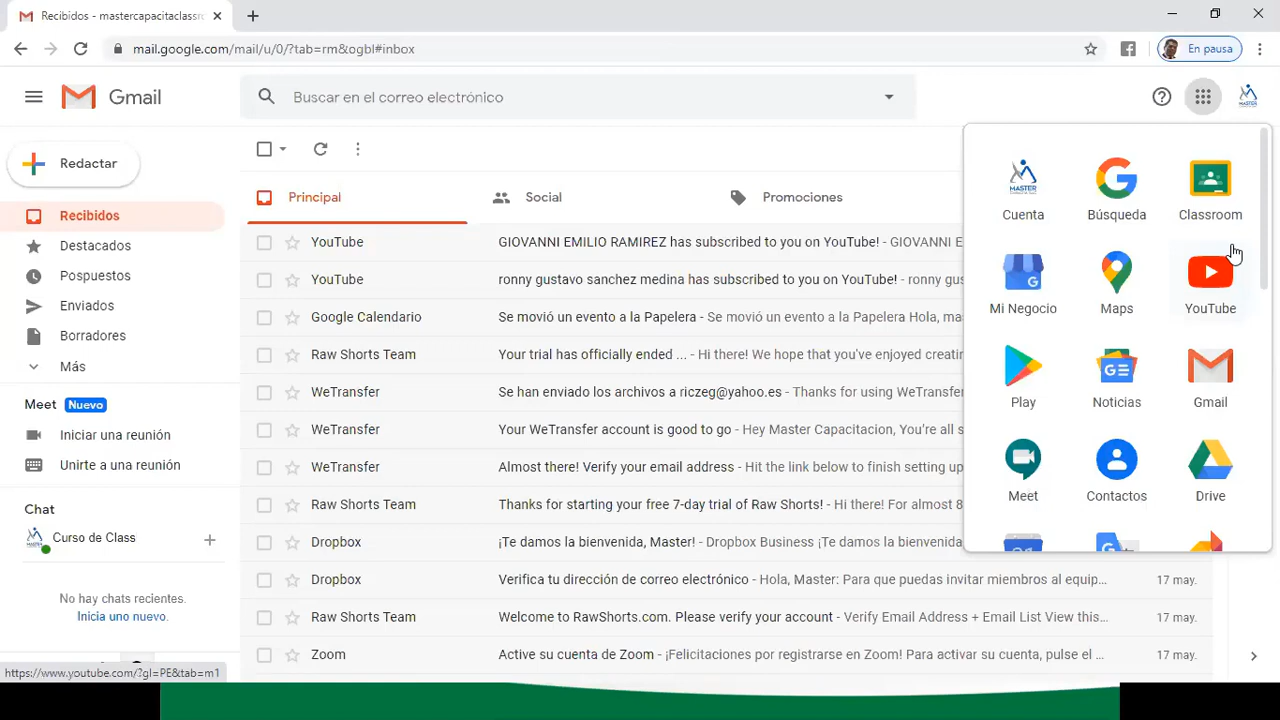 Recibidos - mastercapacitaclassro
mail.google.com/mail/u/0/?tab=rm&ogbl#inbox
En pausa
Gmail
Buscar en el correo electrónico
Redactar
Recibidos
Destacados
Pospuestos
Enviados
Borradores
Más
Meet Nuevo
Iniciar una reunión
Unirte a una reunión
Chat
Curso de Class
No hay chats recientes.
Inicia uno nuevo.
https://www.youtube.com/?gl=PE&tab=m1
Principal
Social
Promociones
YouTube GIOVANNI EMILIO RAMIREZ has subscribed to you on YouTube! - GIOVANNI E
YouTube ronny gustavo sanchez medina has subscribed to you on YouTube! - ronny g
Google Calendario Se movió un evento a la Papelera - Se movió un evento a la Papelera Hola, ma
Raw Shorts Team Your trial has officially ended ... - Hi there! We hope that you've enjoyed creatin
WeTransfer Se han enviado los archivos a riczeg@yahoo.es - Thanks for using WeTransfer
WeTransfer Your WeTransfer account is good to go - Hey Master Capacitacion, You're all s
WeTransfer Almost there! Verify your email address - Hit the link below to finish setting up
Raw Shorts Team Thanks for starting your free 7-day trial of Raw Shorts! - Hi there! For almost 8
Dropbox ¡Te damos la bienvenida, Master! - Dropbox Business ¡Te damos la bienvenida
Dropbox Verifica tu dirección de correo electrónico - Hola, Master: Para que puedas invitar miembros al equip... 17 may.
Raw Shorts Team Welcome to RawShorts.com. Please verify your account - Verify Email Address + Email List View this... 17 may.
Zoom Active su cuenta de Zoom - ¡Felicitaciones por registrarse en Zoom! Para activar su cuenta, pulse el ... 17 may.
MASTER
Cuenta
Búsqueda
Classroom
Mi Negocio
Maps
YouTube
Play
Noticias
Gmail
Meet
Contactos
Drive